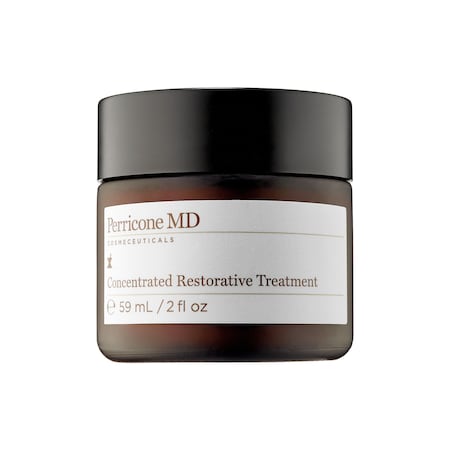 Perricone MD
COSMECEUTICALS
Concentrated Restorative Treatment
℮ 59 mL / 2 fl oz